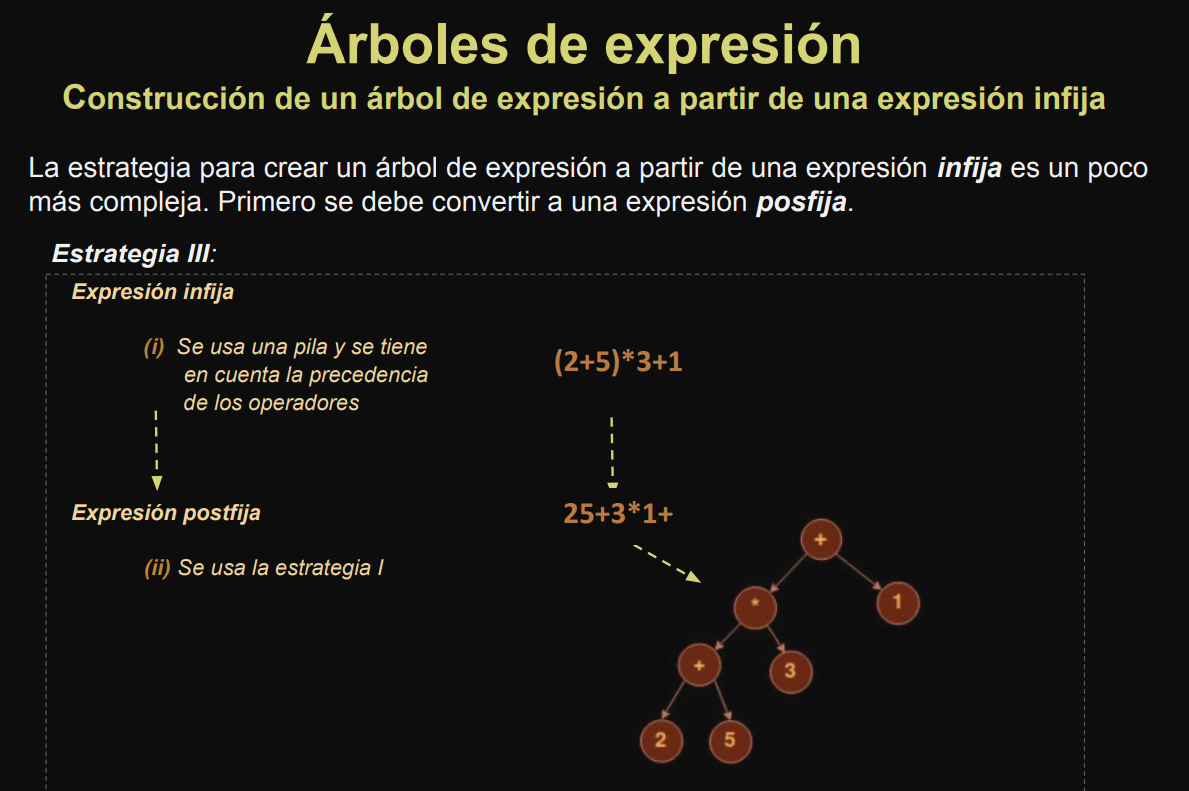 Árboles de expresión
Construcción de un árbol de expresión a partir de una expresión infija
La estrategia para crear un árbol de expresión a partir de una expresión infija es un poco
más compleja. Primero se debe convertir a una expresión posfija.
Estrategia III:
Expresión infija
(i) Se usa una pila y se tiene
en cuenta la precedencia
de los operadores
(2+5)*3+1
Expresión postfija
25+3*1+
(ii) Se usa la estrategia I
+
*
1
+
3
2
5